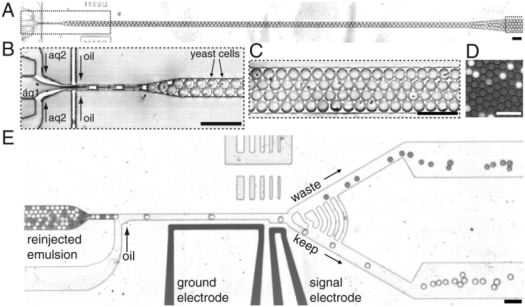 A
B
aq2
oil
yeast cells
aq1
aq2
oil
C
D
E
waste
keep
reinjected
emulsion
oil
ground
electrode
signal
electrode